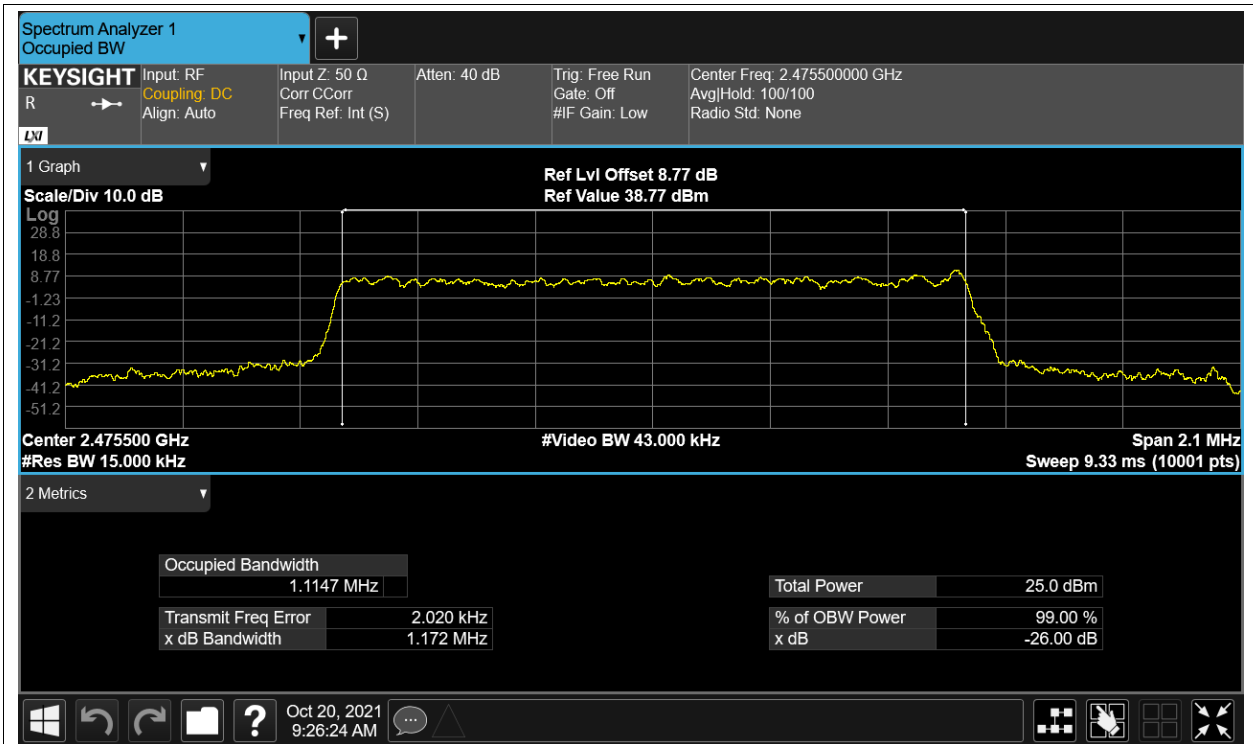 Spectrum Analyzer 1
Occupied BW
KEYSIGHT
R
LXI
Input: RF
Coupling: DC
Align: Auto
Input Z: 50 Ω
Corr CCorr
Freq Ref: Int (S)
Atten: 40 dB
Trig: Free Run
Gate: Off
#IF Gain: Low
Center Freq: 2.475500000 GHz
Avg|Hold: 100/100
Radio Std: None
1 Graph
Scale/Div 10.0 dB
Ref Lvl Offset 8.77 dB
Ref Value 38.77 dBm
Log
28.8
18.8
8.77
-1.23
-11.2
-21.2
-31.2
-41.2
-51.2
Center 2.475500 GHz
#Video BW 43.000 kHz
Span 2.1 MHz
#Res BW 15.000 kHz
Sweep 9.33 ms (10001 pts)
2 Metrics
Occupied Bandwidth
1.1147 MHz
Transmit Freq Error 2.020 kHz
x dB Bandwidth 1.172 MHz
Total Power 25.0 dBm
% of OBW Power 99.00 %
x dB -26.00 dB
?
Oct 20, 2021
9:26:24 AM